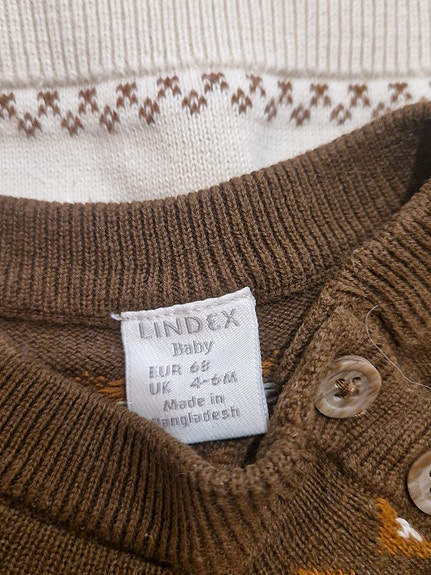 LINDEX
Baby
EUR 68
UK 4-6M
Made in
Bangladesh